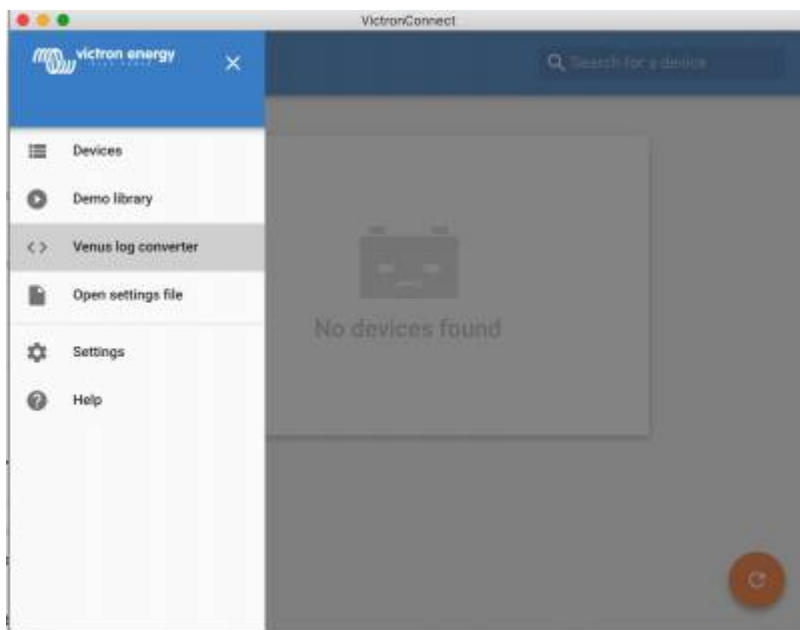 VictronConnect
victron energy
Search for a device
Devices
Demo library
Venus log converter
Open settings file
No devices found
Settings
Help